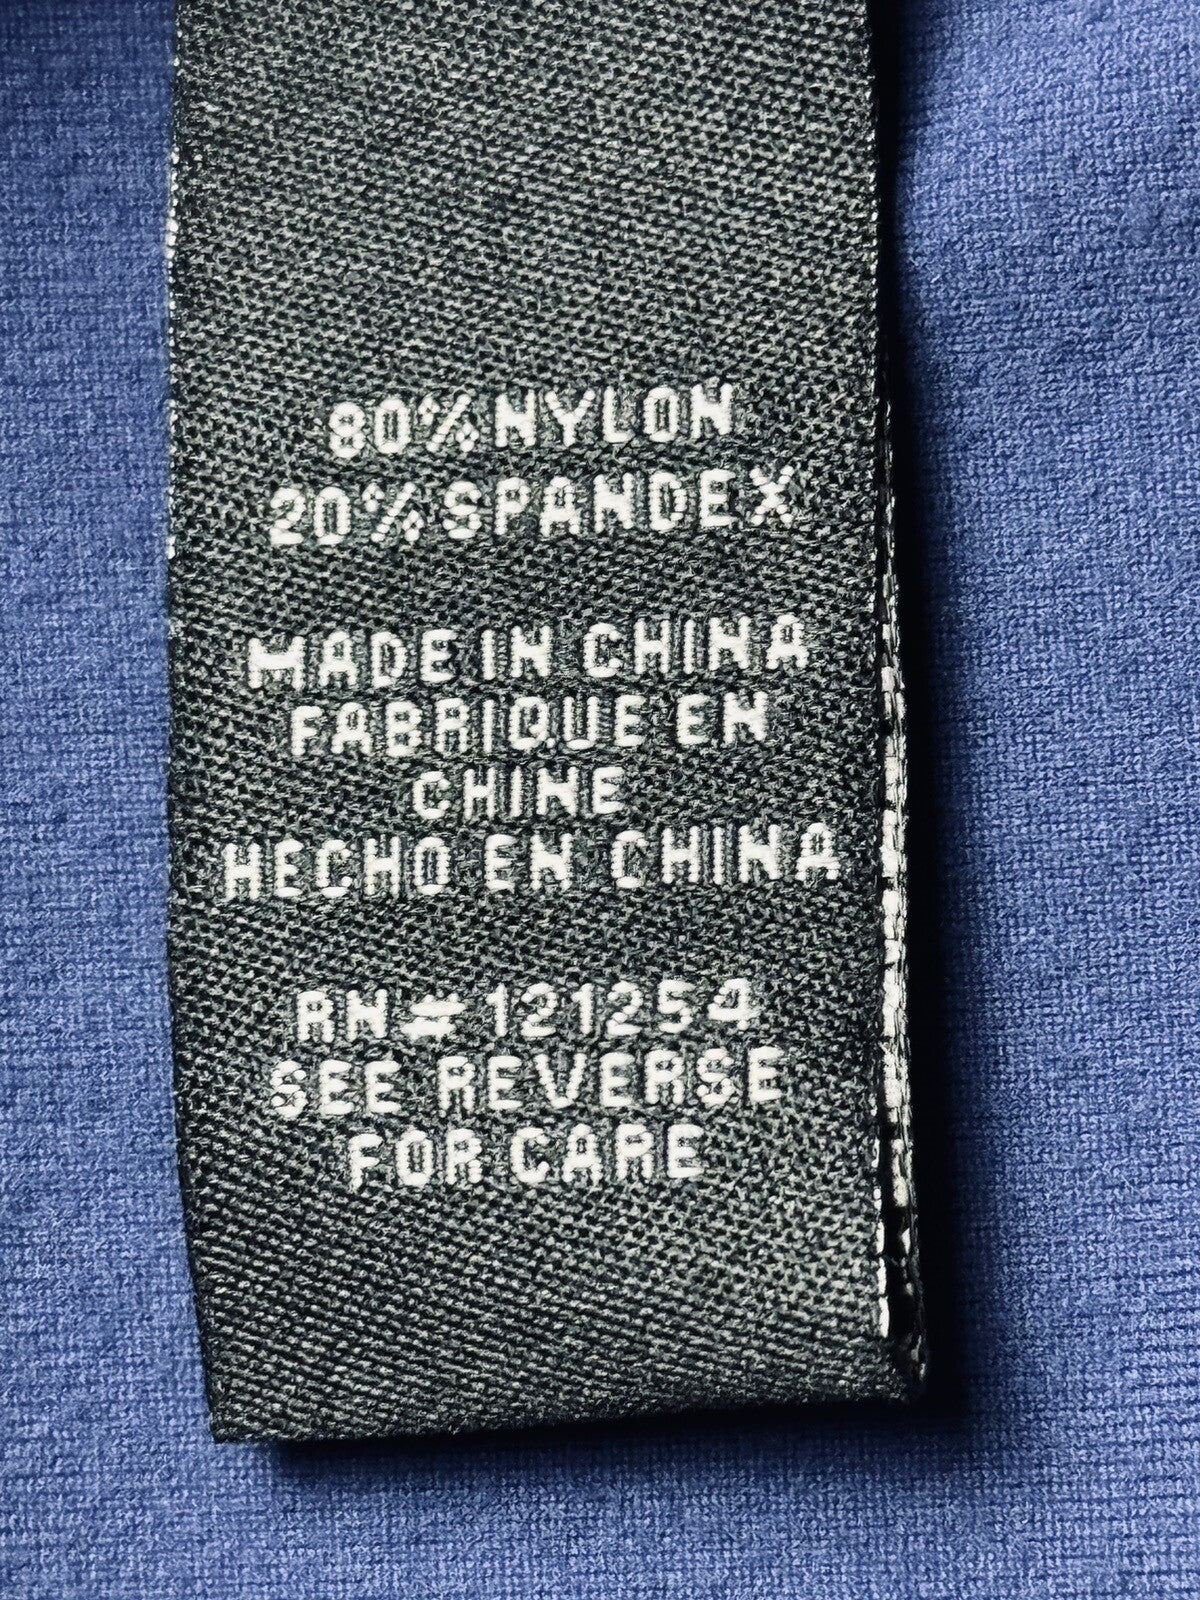 80% NYLON
20% SPANDEX
MADE IN CHINA
FABRIQUE EN
CHINE
HECHO EN CHINA
RN# 121254
SEE REVERSE
FOR CARE